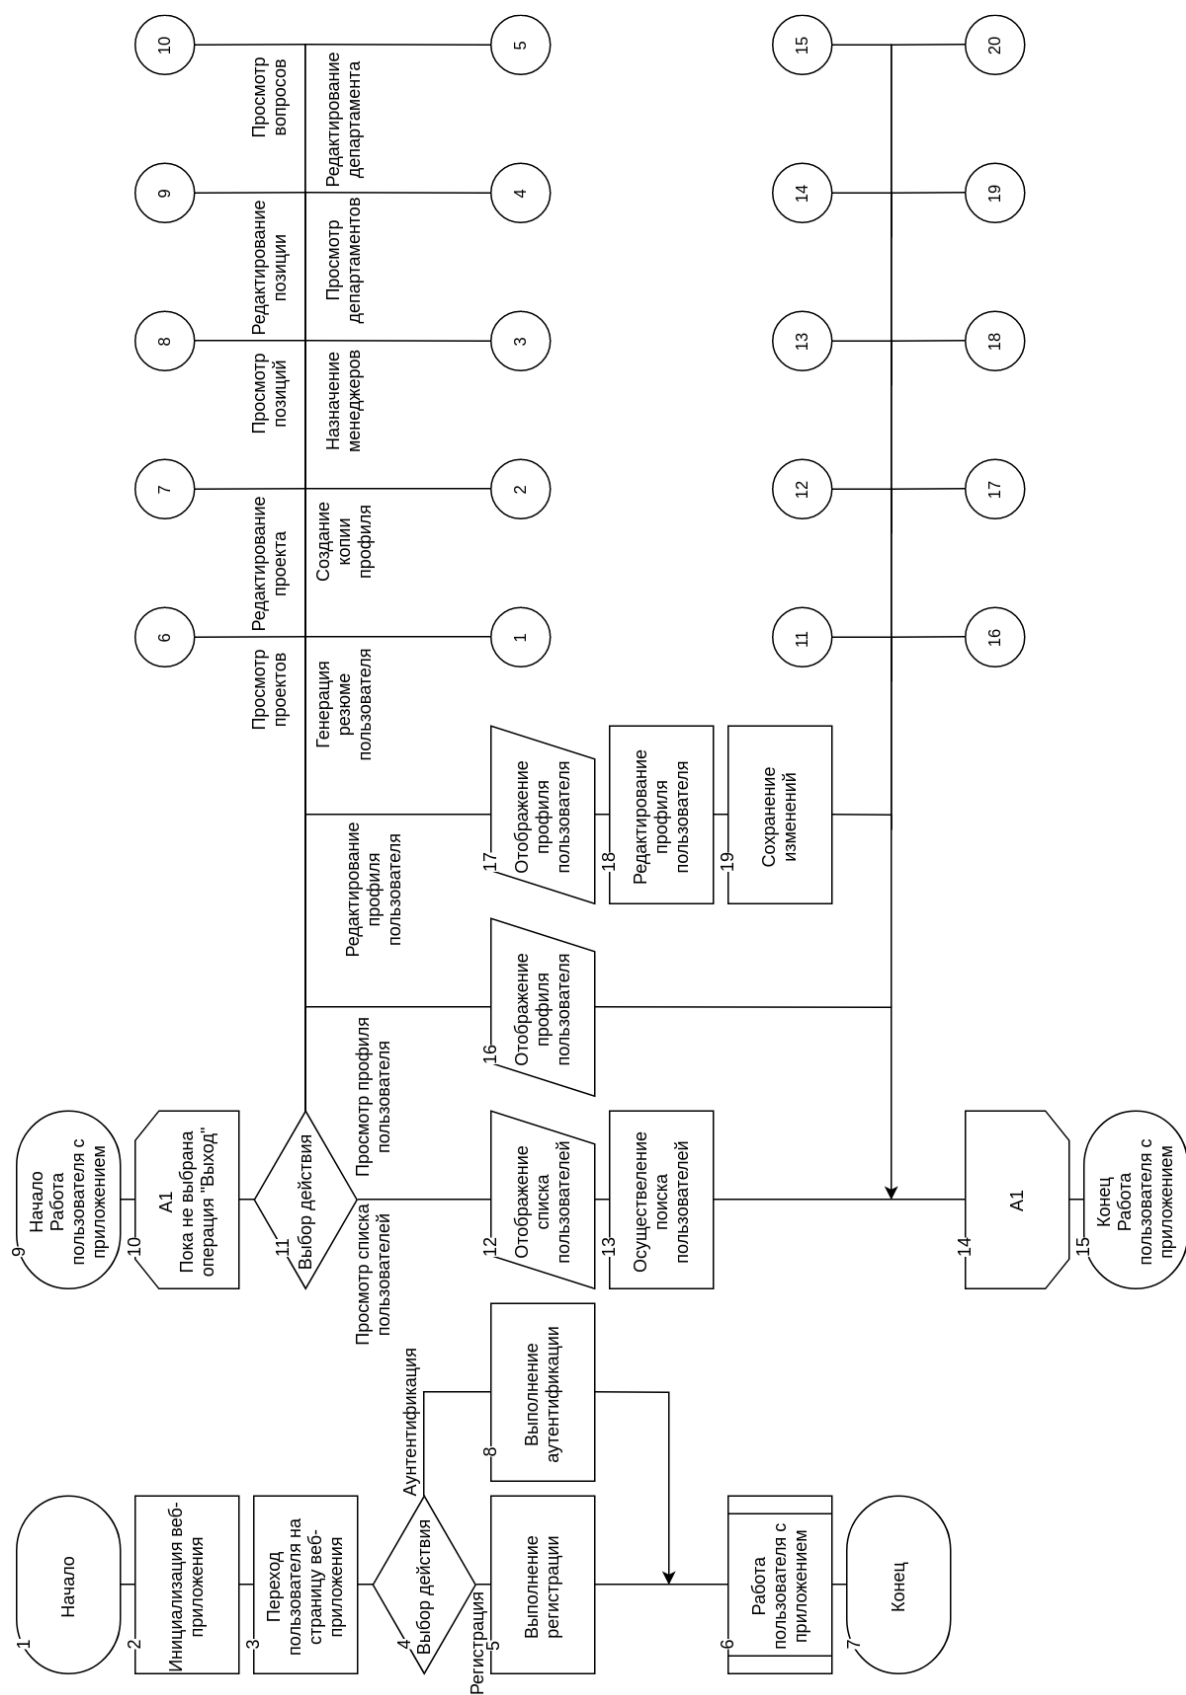 1
Начало
2
Инициализация веб-
приложения
3
Переход
пользователя на
страницу веб-
приложения
4
Выбор действия
Аунтентификация
Регистрация
5
Выполнение
регистрации
8
Выполнение
аутентификации
6
Работа
пользователя с
приложением
7
Конец
9
Начало
Работа
пользователя с
приложением
10
А1
Пока не выбрана
операция "Выход"
11
Выбор действия
Просмотр списка
пользователей
Просмотр профиля
пользователя
Редактирование
профиля
пользователя
Генерация
резюме
пользователя
Создание
копии
профиля
Назначение
менеджеров
Просмотр
департаментов
Редактирование
департамента
Просмотр
проектов
Редактирование
проекта
Просмотр
позиций
Редактирование
позиции
Просмотр
вопросов
6
7
8
9
10
1
2
3
4
5
12
Отображение
списка
пользователей
13
Осуществление
поиска
пользователей
16
Отображение
профиля
пользователя
17
Отображение
профиля
пользователя
18
Редактирование
профиля
пользователя
19
Сохранение
изменений
11
12
13
14
15
16
17
18
19
20
14
А1
15
Конец
Работа
пользователя с
приложением